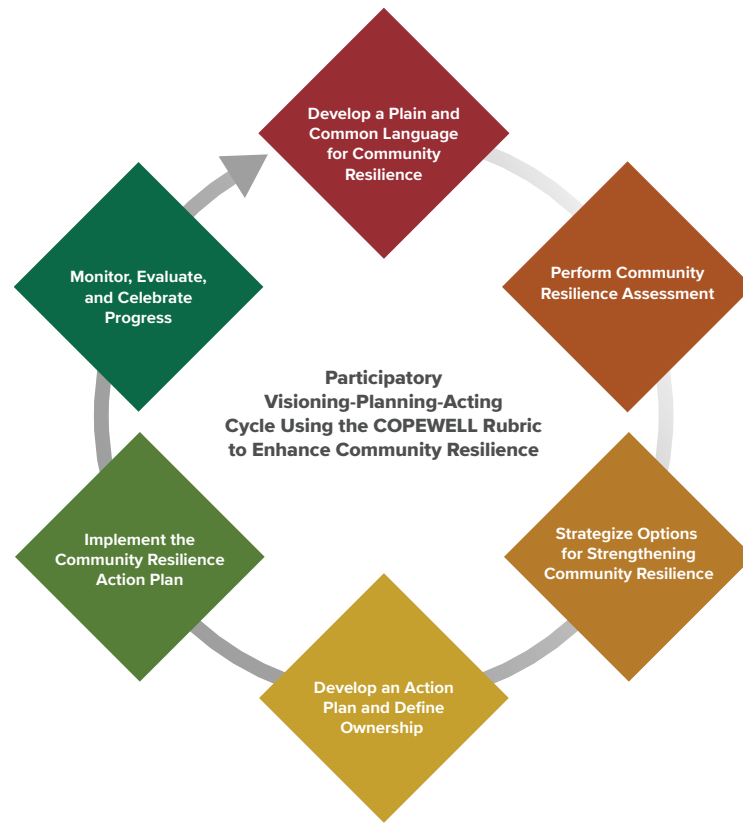 Develop a Plain and
Common Language
for Community
Resilience
Perform Community
Resilience Assessment
Strategize Options
for Strengthening
Community Resilience
Develop an Action
Plan and Define
Ownership
Implement the
Community Resilience
Action Plan
Monitor, Evaluate,
and Celebrate
Progress
Participatory
Visioning-Planning-Acting
Cycle Using the COPEWELL Rubric
to Enhance Community Resilience